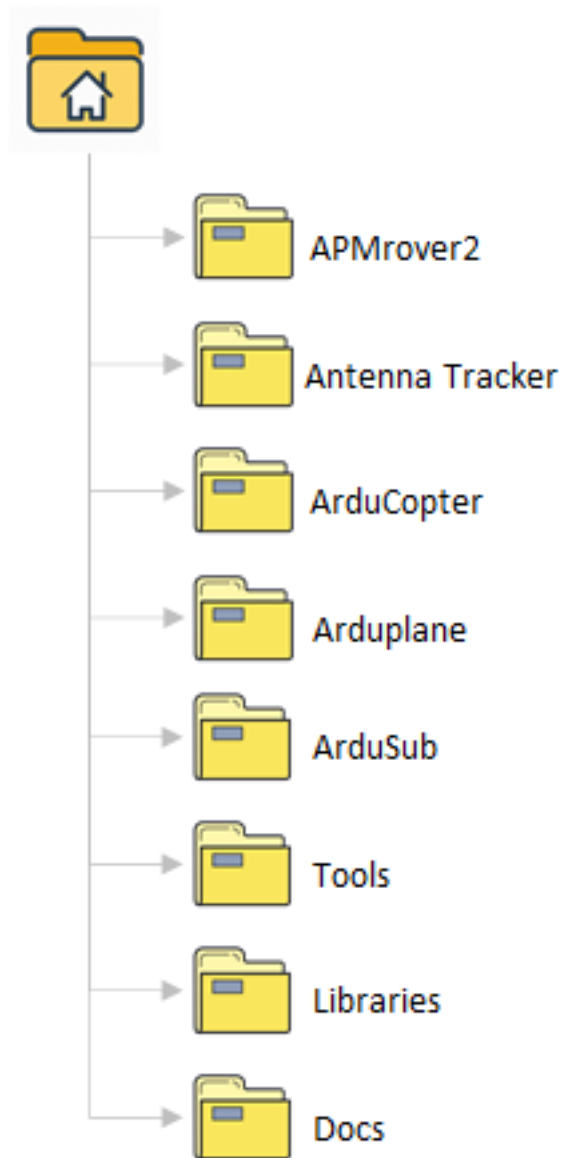 APMrover2
Antenna Tracker
ArduCopter
Arduplane
ArduSub
Tools
Libraries
Docs